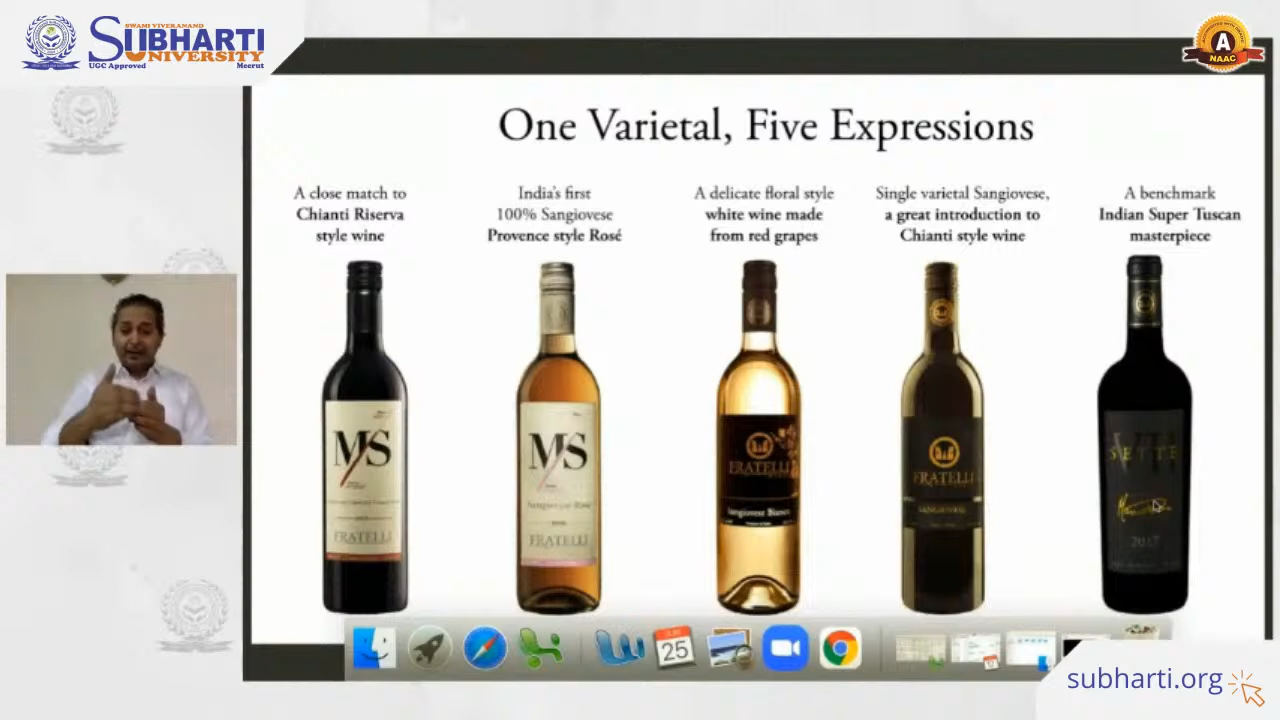 SWAMI VIVEKANAND
SUBHARTI
UNIVERSITY
UGC Approved Meerut
A
NAAC
One Varietal, Five Expressions
A close match to
Chianti Riserva
style wine
India's first
100% Sangiovese
Provence style Rosé
A delicate floral style
white wine made
from red grapes
Single varietal Sangiovese,
a great introduction to
Chianti style wine
A benchmark
Indian Super Tuscan
masterpiece
M/S
FRATELLI
M/S
Sangiovese Rosé
FRATELLI
FRATELLI
Sangiovese Bianco
FRATELLI
SANGIOVESE
SETTE
2017
25
subharti.org